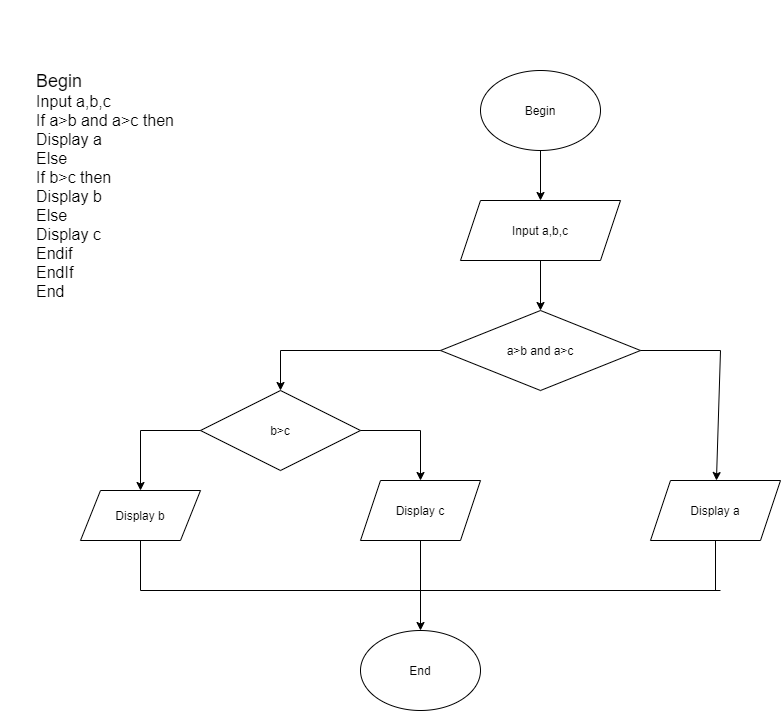 Begin
Input a,b,c
If a>b and a>c then
Display a
Else
If b>c then
Display b
Else
Display c
Endif
EndIf
End
Begin
Input a,b,c
a>b and a>c
b>c
Display b
Display c
Display a
End